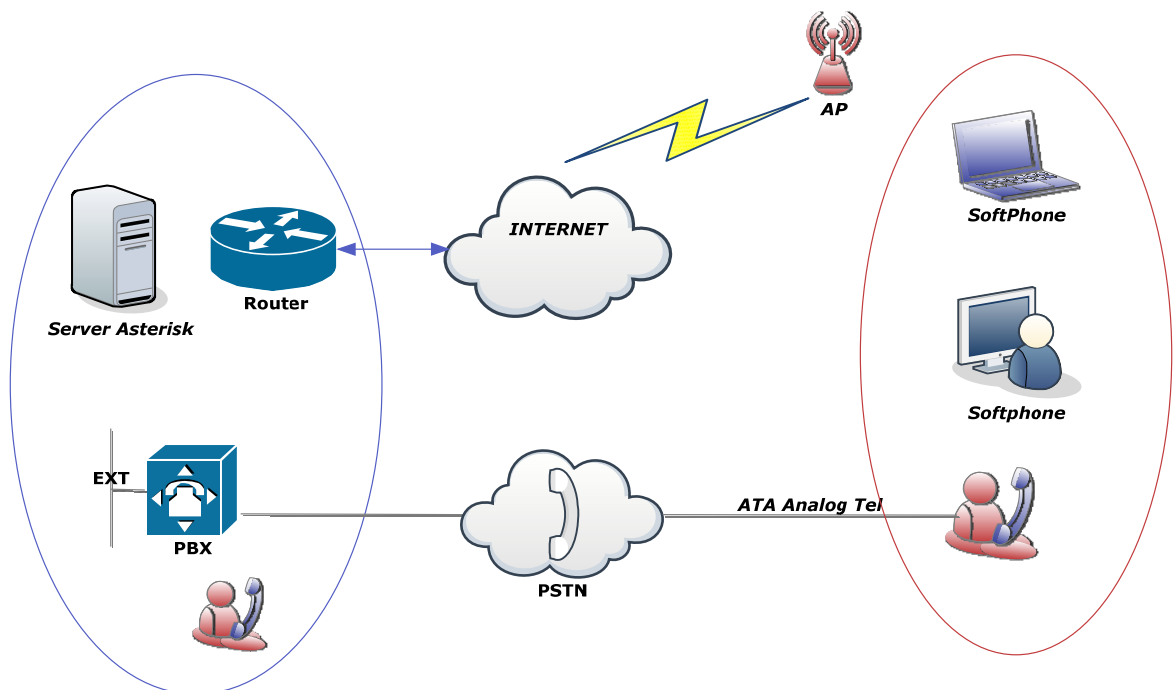 AP
SoftPhone
INTERNET
Router
Server Asterisk
Softphone
EXT
ATA Analog Tel
PBX
PSTN